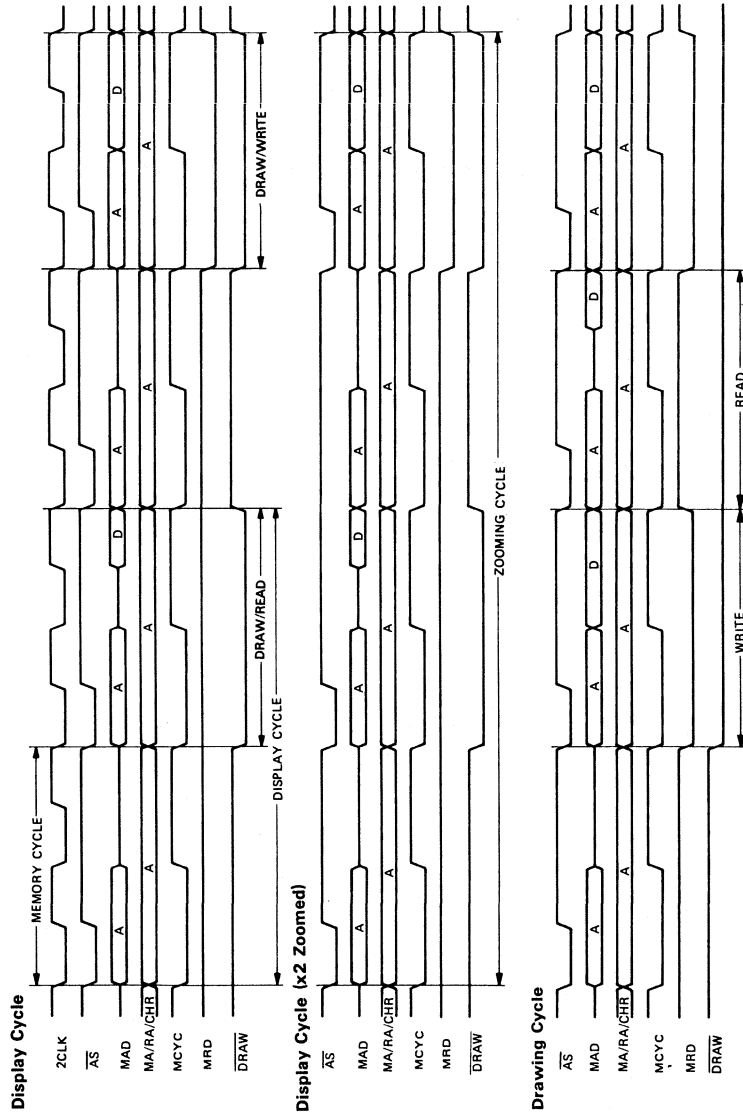 Display Cycle
MEMORY CYCLE
2CLK
AS
MAD A A D A A D
MA/RA/CHR A A A A
MCYC
MRD
DRAW
DRAW/READ DRAW/WRITE
DISPLAY CYCLE
Display Cycle (x2 Zoomed)
AS
MAD A A D A A D
MA/RA/CHR A A A A
MCYC
MRD
DRAW
ZOOMING CYCLE
Drawing Cycle
AS
MAD A A D A D A D
MA/RA/CHR A A A A
MCYC
MRD
DRAW
WRITE READ